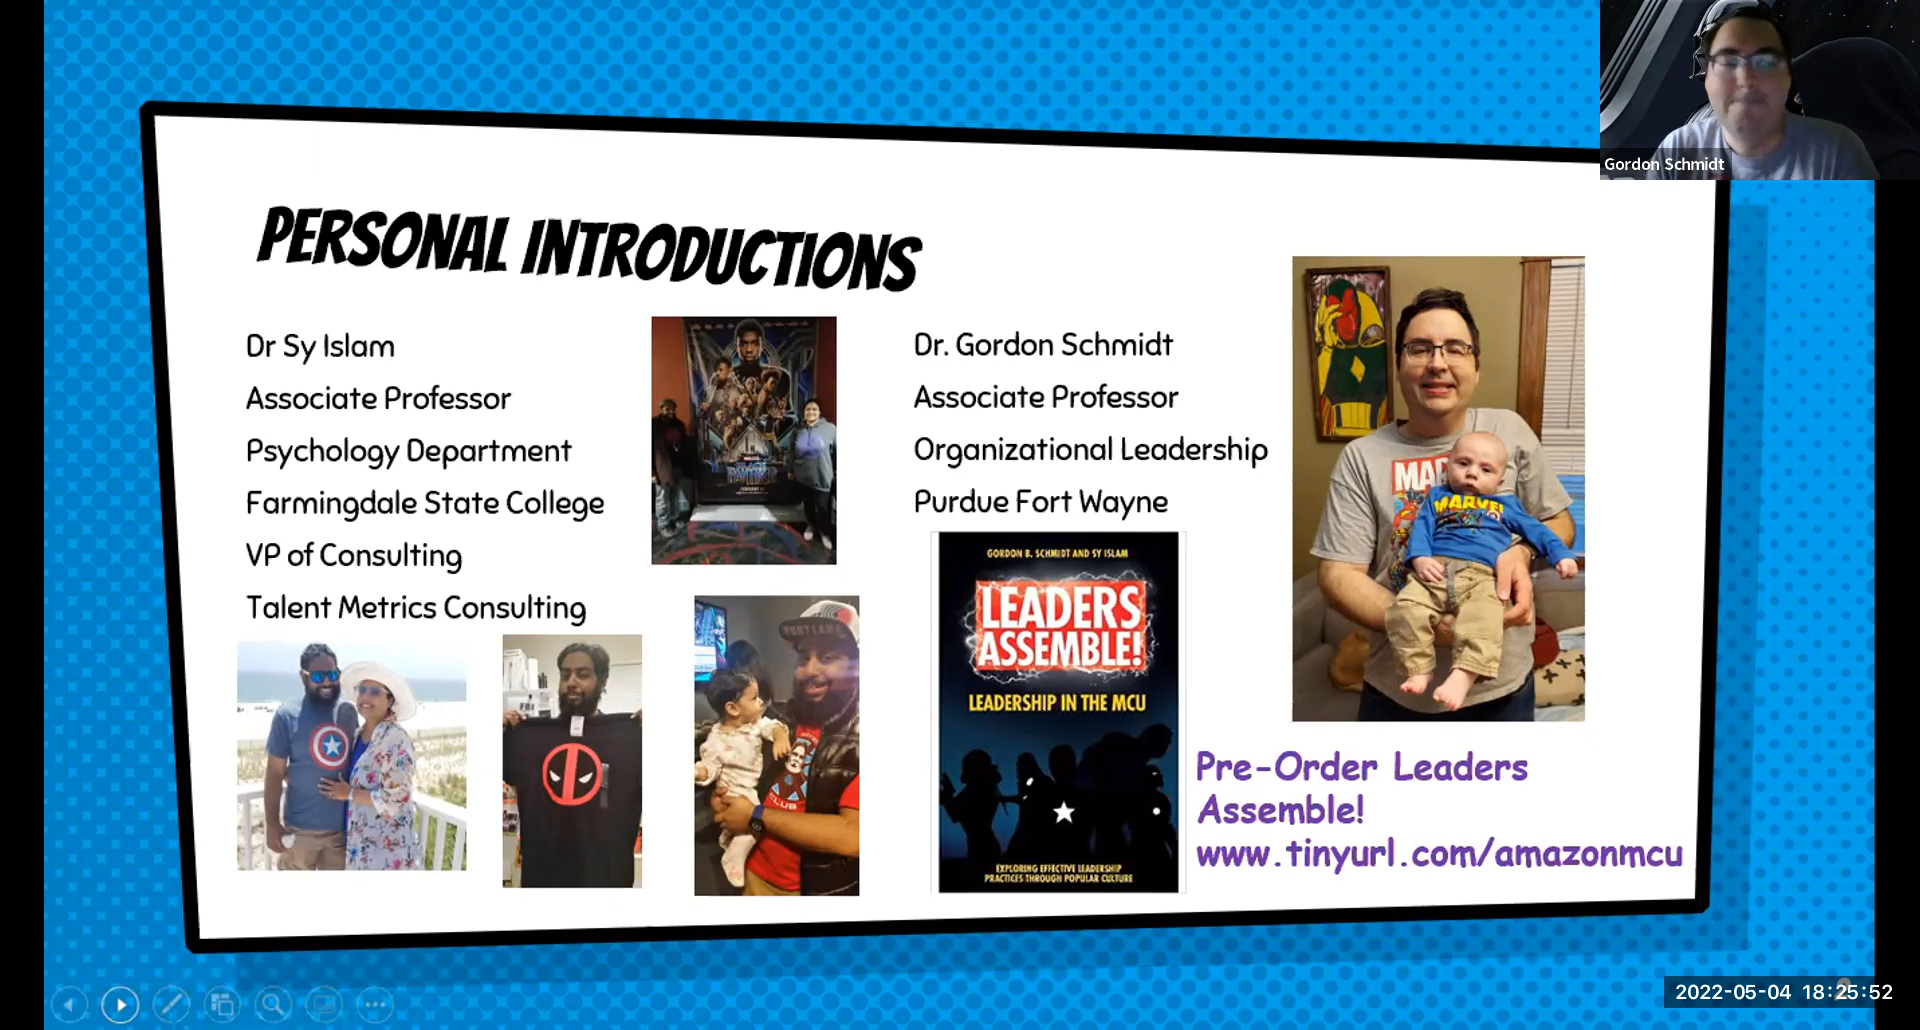 Gordon Schmidt
PERSONAL INTRODUCTIONS
Dr Sy Islam
Associate Professor
Psychology Department
Farmingdale State College
VP of Consulting
Talent Metrics Consulting
Dr. Gordon Schmidt
Associate Professor
Organizational Leadership
Purdue Fort Wayne
GORDON B. SCHMIDT AND SY ISLAM
LEADERS
ASSEMBLE!
LEADERSHIP IN THE MCU
EXPLORING EFFECTIVE LEADERSHIP
PRACTICES THROUGH POPULAR CULTURE
MARVEL
Pre-Order Leaders
Assemble!
www.tinyurl.com/amazonmcu
2022-05-04 18:25:52